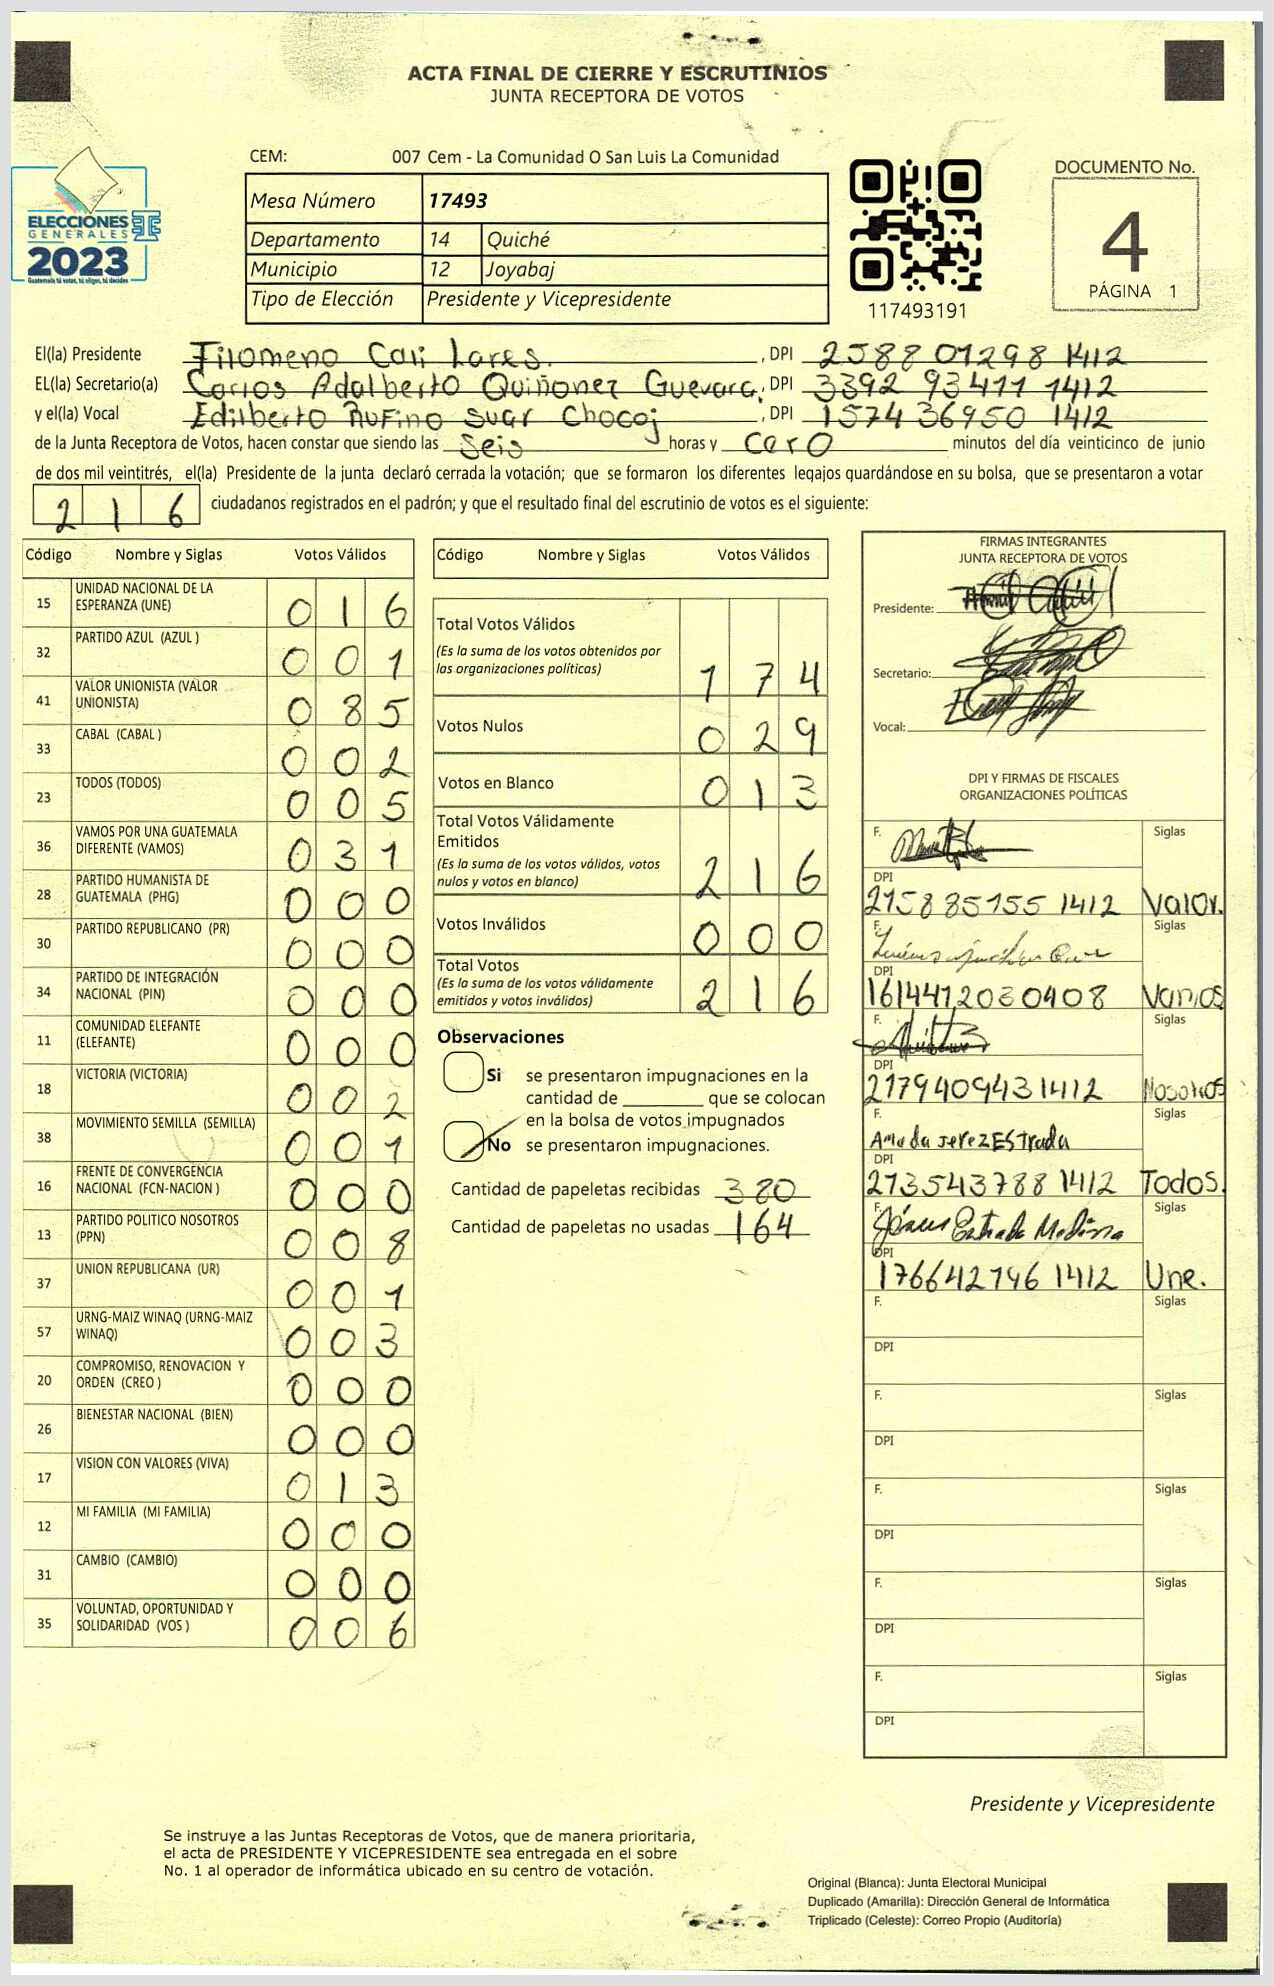 ACTA FINAL DE CIERRE Y ESCRUTINIOS
JUNTA RECEPTORA DE VOTOS
CEM: 007 Cem - La Comunidad O San Luis La Comunidad
ELECCIONES
GENERALES
2023
Guatemala tú votas, tú eliges, tú decides
Mesa Número 17493
Departamento 14 Quiché
Municipio 12 Joyabaj
Tipo de Elección Presidente y Vicepresidente
117493191
DOCUMENTO No.
4
PÁGINA 1
El(la) Presidente Filomeno Cali Lares. , DPI 2588 01298 1412
EL(la) Secretario(a) Carlos Adalberto Quiñonez Guevara, DPI 3392 93411 1412
y el(la) Vocal Edilberto Rufino Suar Chocoj , DPI 1574 36950 1412
de la Junta Receptora de Votos, hacen constar que siendo las seis horas y cero minutos del día veinticinco de junio
de dos mil veintitrés, el(la) Presidente de la junta declaró cerrada la votación; que se formaron los diferentes legajos guardándose en su bolsa, que se presentaron a votar
2 1 6 ciudadanos registrados en el padrón; y que el resultado final del escrutinio de votos es el siguiente:
Código Nombre y Siglas Votos Válidos
15 UNIDAD NACIONAL DE LA
ESPERANZA (UNE) 0 1 6
32 PARTIDO AZUL (AZUL ) 0 0 1
41 VALOR UNIONISTA (VALOR
UNIONISTA) 0 8 5
33 CABAL (CABAL ) 0 0 2
23 TODOS (TODOS) 0 0 5
36 VAMOS POR UNA GUATEMALA
DIFERENTE (VAMOS) 0 3 1
28 PARTIDO HUMANISTA DE
GUATEMALA (PHG) 0 0 0
30 PARTIDO REPUBLICANO (PR) 0 0 0
34 PARTIDO DE INTEGRACIÓN
NACIONAL (PIN) 0 0 0
11 COMUNIDAD ELEFANTE
(ELEFANTE) 0 0 0
18 VICTORIA (VICTORIA) 0 0 2
38 MOVIMIENTO SEMILLA (SEMILLA) 0 0 1
16 FRENTE DE CONVERGENCIA
NACIONAL (FCN-NACION ) 0 0 0
13 PARTIDO POLITICO NOSOTROS
(PPN) 0 0 8
37 UNION REPUBLICANA (UR) 0 0 1
57 URNG-MAIZ WINAQ (URNG-MAIZ
WINAQ) 0 0 3
20 COMPROMISO, RENOVACION Y
ORDEN (CREO ) 0 0 0
26 BIENESTAR NACIONAL (BIEN) 0 0 0
17 VISION CON VALORES (VIVA) 0 1 3
12 MI FAMILIA (MI FAMILIA) 0 0 0
31 CAMBIO (CAMBIO) 0 0 0
35 VOLUNTAD, OPORTUNIDAD Y
SOLIDARIDAD (VOS ) 0 0 6
Código Nombre y Siglas Votos Válidos
Total Votos Válidos
(Es la suma de los votos obtenidos por
las organizaciones políticas) 1 7 4
Votos Nulos 0 2 9
Votos en Blanco 0 1 3
Total Votos Válidamente
Emitidos
(Es la suma de los votos válidos, votos
nulos y votos en blanco) 2 1 6
Votos Inválidos 0 0 0
Total Votos
(Es la suma de los votos válidamente
emitidos y votos inválidos) 2 1 6
Observaciones
Si se presentaron impugnaciones en la
cantidad de ________ que se colocan
en la bolsa de votos impugnados
No se presentaron impugnaciones.
Cantidad de papeletas recibidas 380
Cantidad de papeletas no usadas 164
FIRMAS INTEGRANTES
JUNTA RECEPTORA DE VOTOS
Presidente:
Secretario:
Vocal:
DPI Y FIRMAS DE FISCALES
ORGANIZACIONES POLÍTICAS
F. Siglas
DPI
2158 85155 1412 Valor.
F. Siglas
DPI
1614412030408 Vamos
F. Siglas
DPI
2179409431412 Nosotros
F. Siglas
Amada Jerez EStrada
DPI
213543788 1412 Todos.
F. Siglas
Jénus Estrada Medina
DPI
176642796 1412 Une.
F. Siglas
DPI
F. Siglas
DPI
F. Siglas
DPI
F. Siglas
DPI
F. Siglas
DPI
Presidente y Vicepresidente
Se instruye a las Juntas Receptoras de Votos, que de manera prioritaria,
el acta de PRESIDENTE Y VICEPRESIDENTE sea entregada en el sobre
No. 1 al operador de informática ubicado en su centro de votación.
Original (Blanca): Junta Electoral Municipal
Duplicado (Amarilla): Dirección General de Informática
Triplicado (Celeste): Correo Propio (Auditoría)